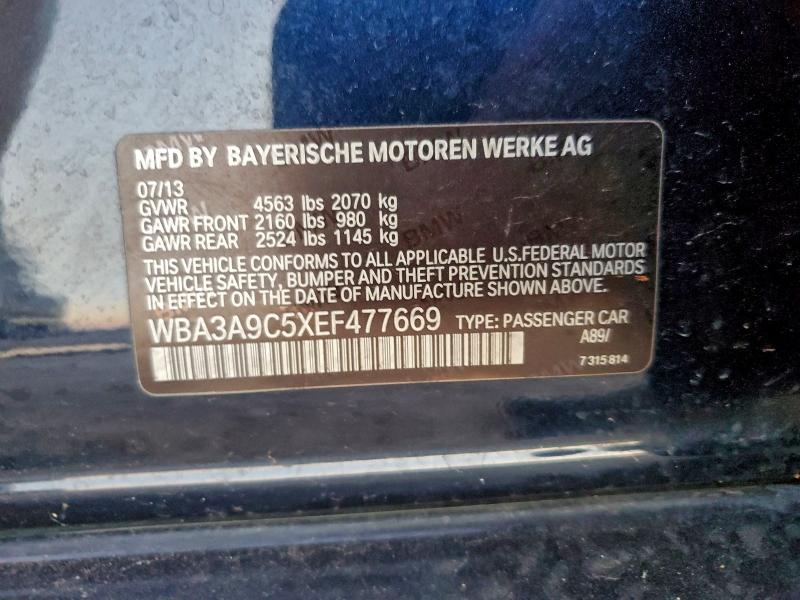 MFD BY BAYERISCHE MOTOREN WERKE AG
07/13
GVWR 4563 lbs 2070 kg
GAWR FRONT 2160 lbs 980 kg
GAWR REAR 2524 lbs 1145 kg
THIS VEHICLE CONFORMS TO ALL APPLICABLE U.S.FEDERAL MOTOR
VEHICLE SAFETY, BUMPER AND THEFT PREVENTION STANDARDS
IN EFFECT ON THE DATE OF MANUFACTURE SHOWN ABOVE.
WBA3A9C5XEF477669 TYPE: PASSENGER CAR
A89/
7 315 814